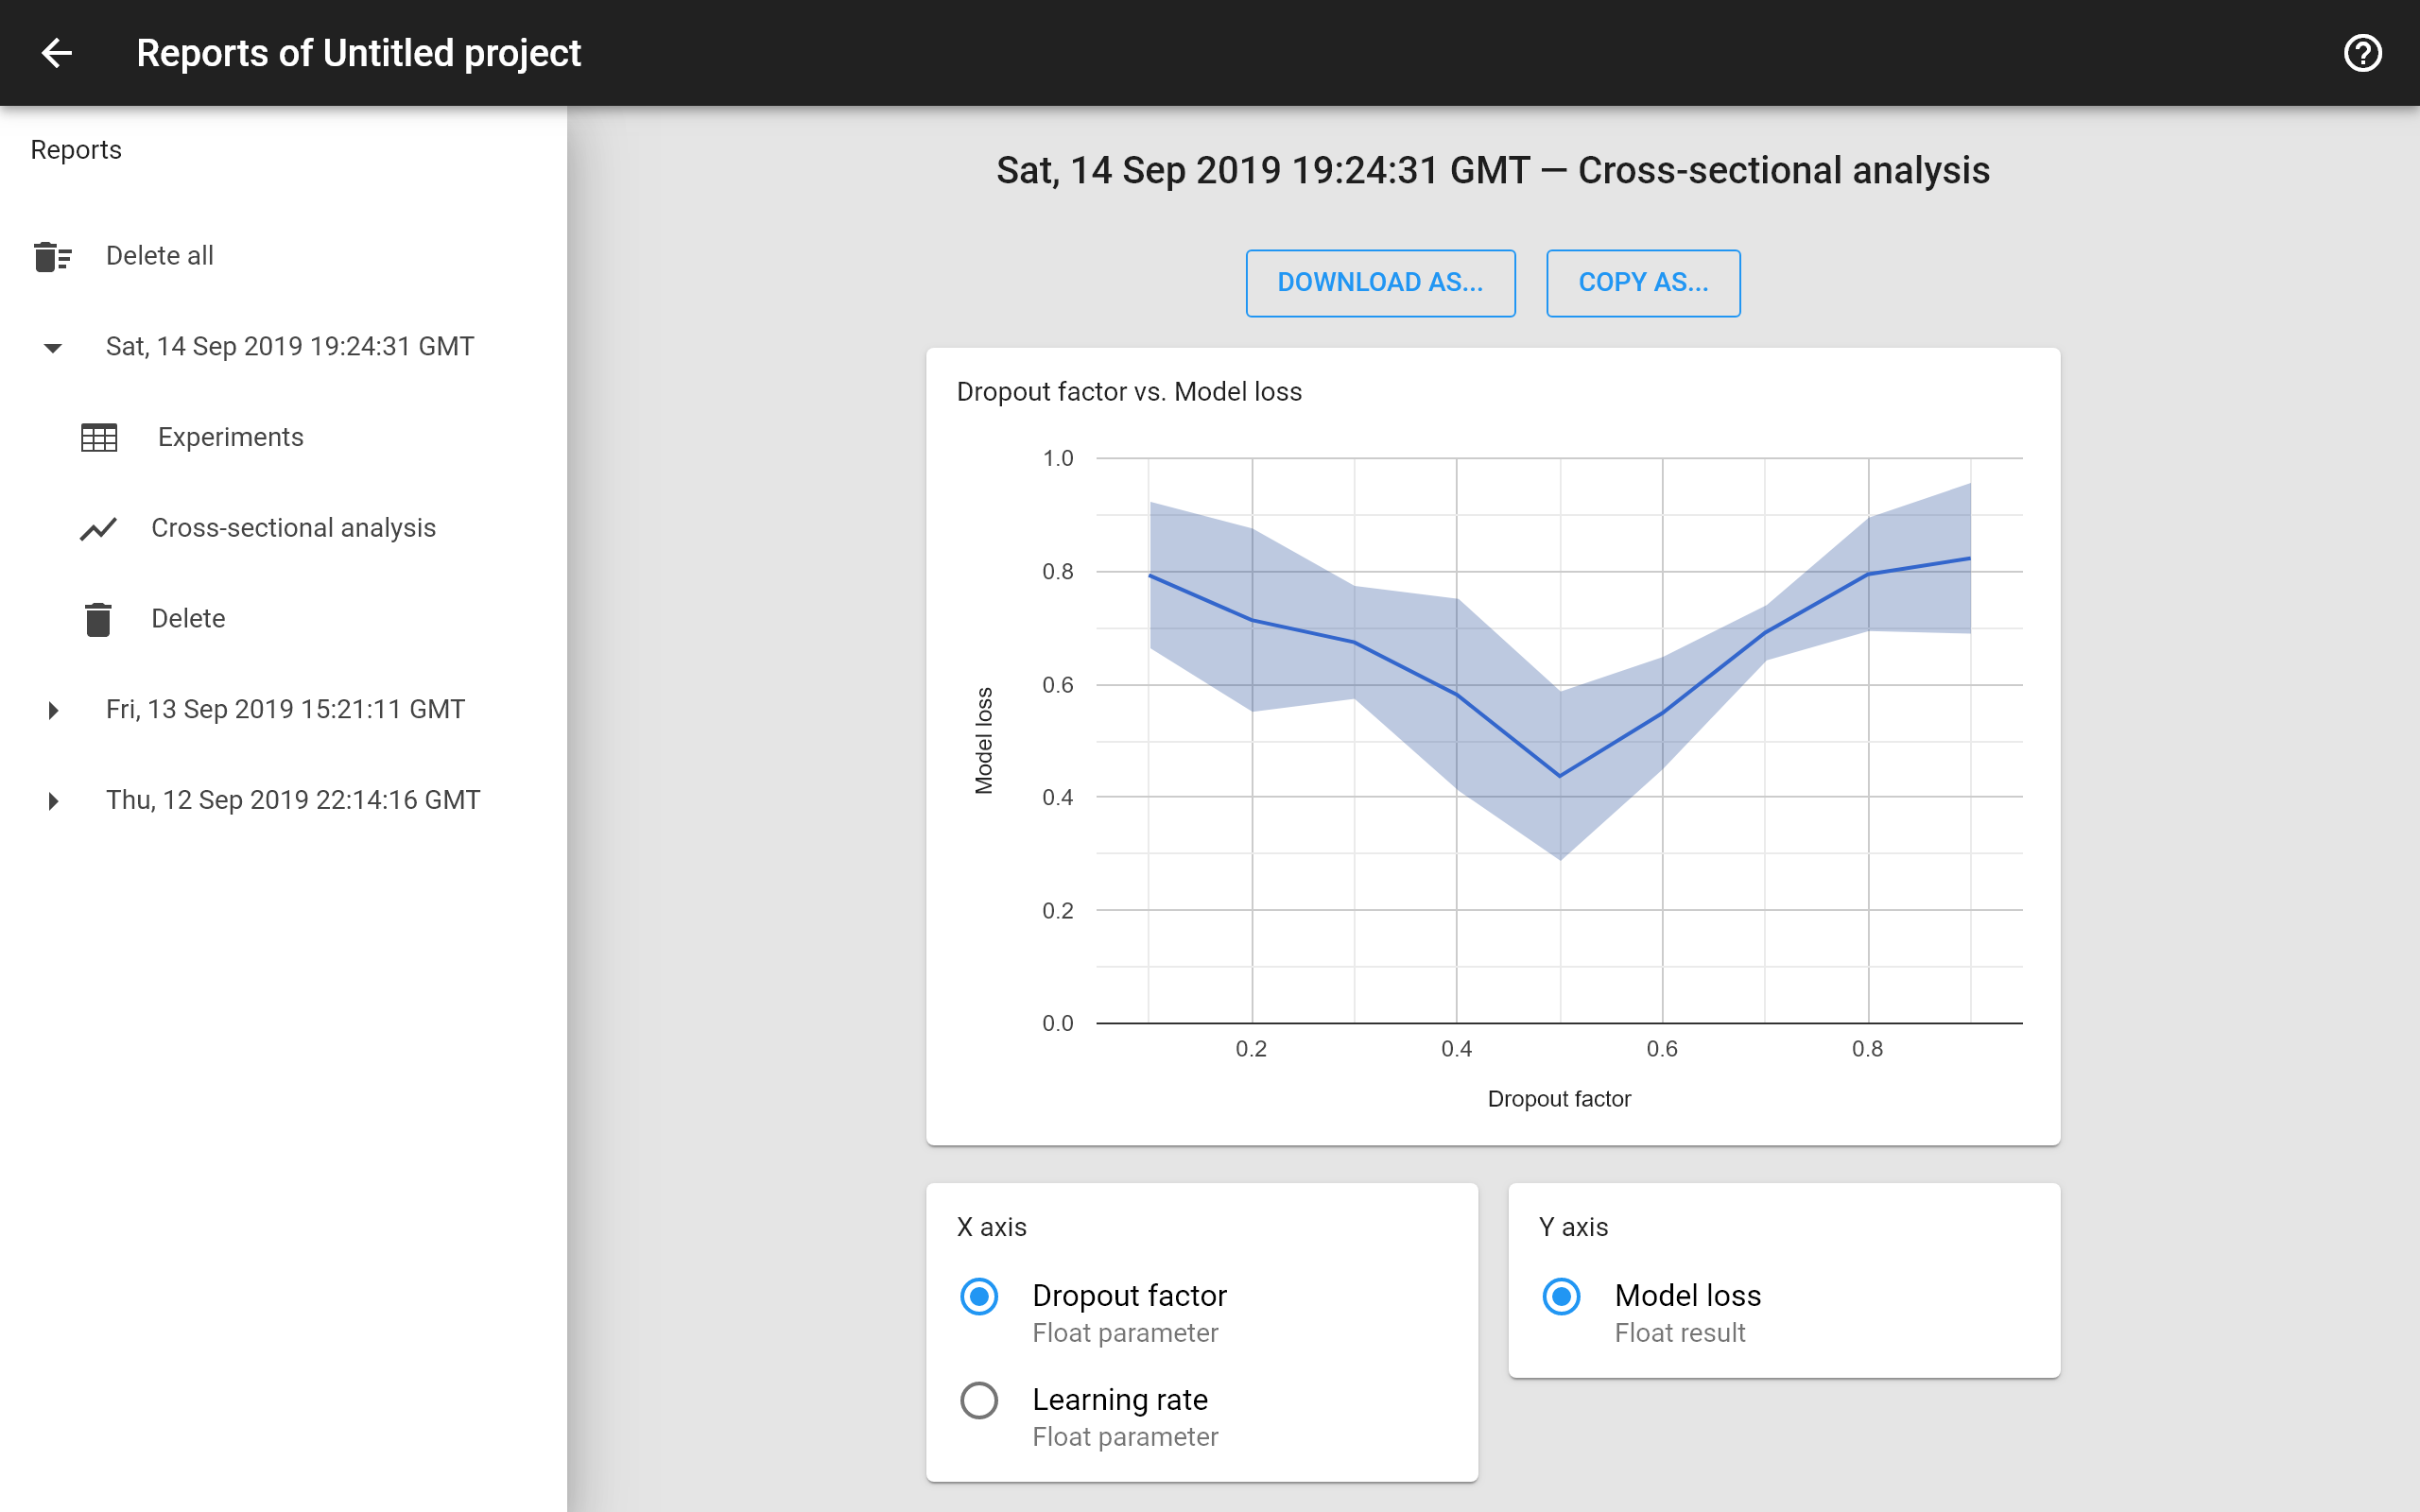 Reports of Untitled project
Reports
Delete all
Sat, 14 Sep 2019 19:24:31 GMT
Experiments
Cross-sectional analysis
Delete
Fri, 13 Sep 2019 15:21:11 GMT
Thu, 12 Sep 2019 22:14:16 GMT
Sat, 14 Sep 2019 19:24:31 GMT — Cross-sectional analysis
DOWNLOAD AS... COPY AS...
Dropout factor vs. Model loss
1.0
0.8
0.6
0.4
0.2
0.0
Model loss
0.2 0.4 0.6 0.8
Dropout factor
X axis
Dropout factor
Float parameter
Learning rate
Float parameter
Y axis
Model loss
Float result